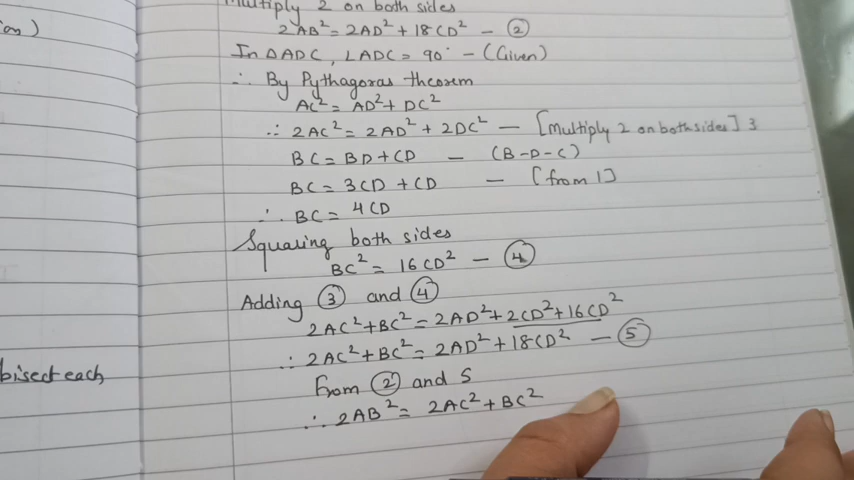 Multiply 2 on both sides
2AB² = 2AD² + 18CD² - ②
In △ADC, ∠ADC = 90° - (Given)
∴ By Pythagoras theorem
AC² = AD² + DC²
∴ 2AC² = 2AD² + 2DC² - [Multiply 2 on both sides] 3
BC = BD + CD - (B-D-C)
BC = 3CD + CD - [from 1]
∴ BC = 4CD
Squaring both sides
BC² = 16CD² - ④
Adding ③ and ④
2AC² + BC² = 2AD² + 2CD² + 16CD²
∴ 2AC² + BC² = 2AD² + 18CD² - ⑤
From ② and 5
∴ 2AB² = 2AC² + BC²
bisect each